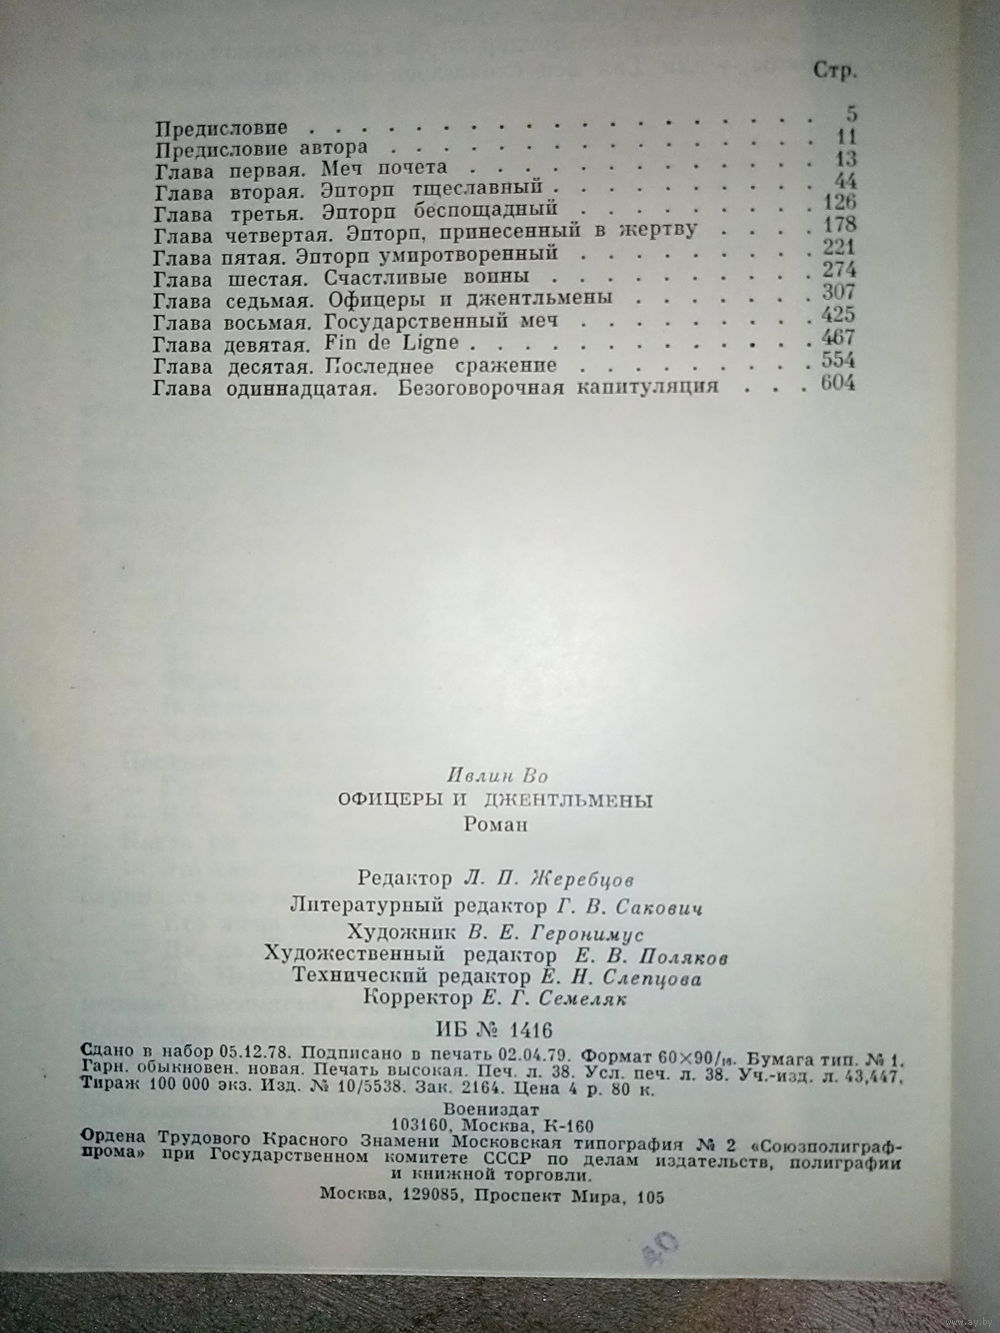 Стр.
Предисловие . . . . . . . . . . . . . . . . . . . 5
Предисловие автора . . . . . . . . . . . . . . . . 11
Глава первая. Меч почета . . . . . . . . . . . . . 13
Глава вторая. Эпторп тщеславный . . . . . . . . . . 44
Глава третья. Эпторп беспощадный . . . . . . . . . 126
Глава четвертая. Эпторп, принесенный в жертву . . . . 178
Глава пятая. Эпторп умиротворенный . . . . . . . . . 221
Глава шестая. Счастливые воины . . . . . . . . . . 274
Глава седьмая. Офицеры и джентльмены . . . . . . . 307
Глава восьмая. Государственный меч . . . . . . . . . 425
Глава девятая. Fin de Ligne . . . . . . . . . . . . . 467
Глава десятая. Последнее сражение . . . . . . . . . 554
Глава одиннадцатая. Безоговорочная капитуляция . . . 604
Ивлин Во
ОФИЦЕРЫ И ДЖЕНТЛЬМЕНЫ
Роман
Редактор Л. П. Жеребцов
Литературный редактор Г. В. Сакович
Художник В. Е. Геронимус
Художественный редактор Е. В. Поляков
Технический редактор Е. Н. Слепцова
Корректор Е. Г. Семеляк
ИБ № 1416
Сдано в набор 05.12.78. Подписано в печать 02.04.79. Формат 60×90/16. Бумага тип. № 1.
Гарн. обыкновен. новая. Печать высокая. Печ. л. 38. Усл. печ. л. 38. Уч.-изд. л. 43,447.
Тираж 100 000 экз. Изд. № 10/5538. Зак. 2164. Цена 4 р. 80 к.
Воениздат
103160, Москва, К-160
Ордена Трудового Красного Знамени Московская типография № 2 «Союзполиграф-
прома» при Государственном комитете СССР по делам издательств, полиграфии
и книжной торговли.
Москва, 129085, Проспект Мира, 105
40
www.ay.by